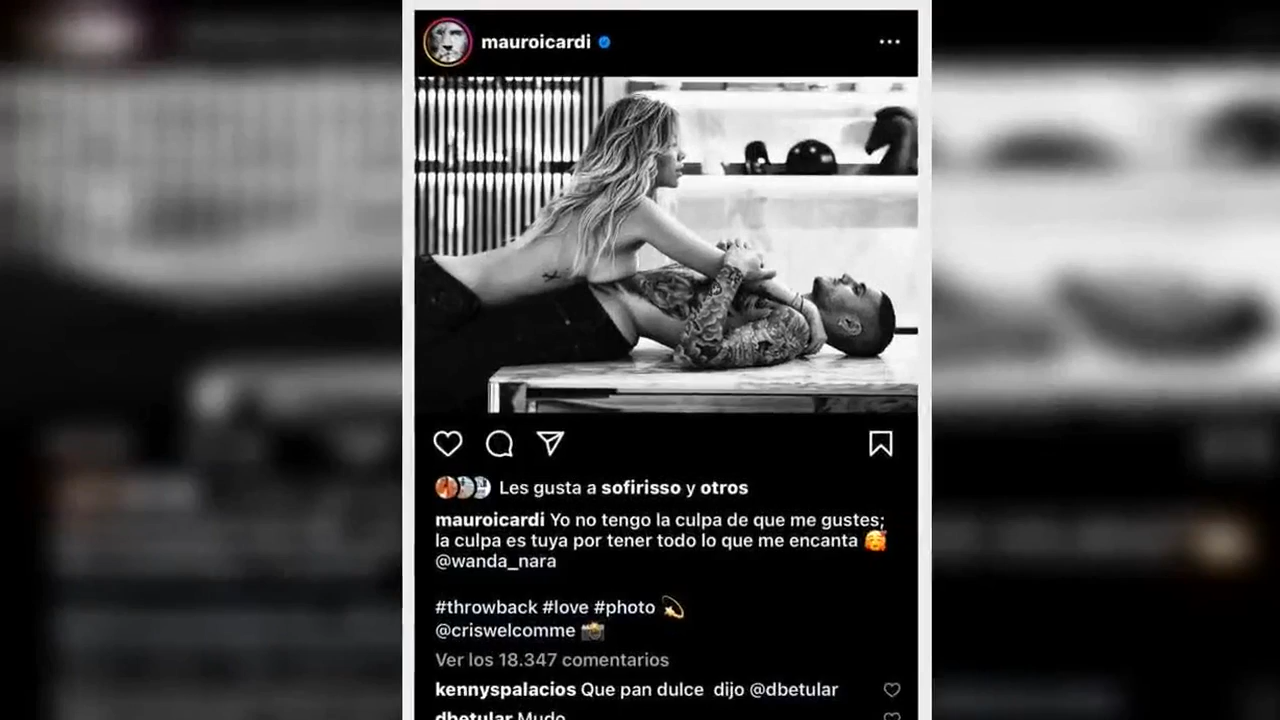 mauroicardi
Les gusta a sofirisso y otros
mauroicardi Yo no tengo la culpa de que me gustes;
la culpa es tuya por tener todo lo que me encanta 🥰
@wanda_nara
#throwback #love #photo 💫
@criswelcomme 📸
Ver los 18.347 comentarios
kennyspalacios Que pan dulce dijo @dbetular
dbetular Mudo